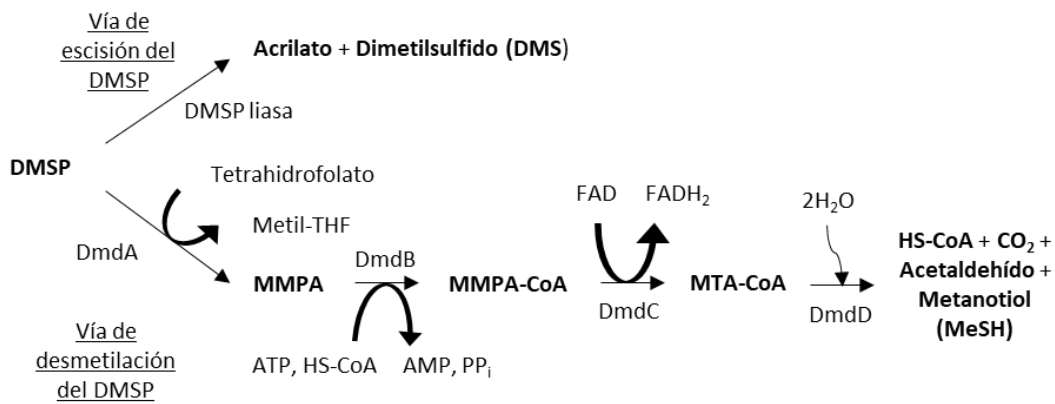 Vía de
escisión del
DMSP
Acrilato + Dimetilsulfido (DMS)
DMSP liasa
DMSP
Tetrahidrofolato
Metil-THF
DmdA
MMPA
DmdB
ATP, HS-CoA
AMP, PPi
MMPA-CoA
FAD
FADH₂
DmdC
MTA-CoA
2H₂O
DmdD
HS-CoA + CO₂ +
Acetaldehído +
Metanotiol
(MeSH)
Vía de
desmetilación
del DMSP